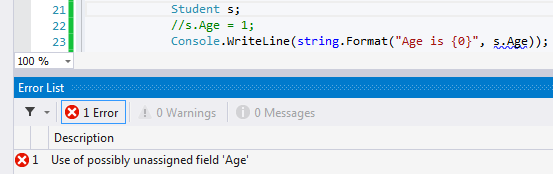 21 Student s;
22 //s.Age = 1;
23 Console.WriteLine(string.Format("Age is {0}", s.Age));
100 %
Error List
1 Error 0 Warnings 0 Messages
Description
1 Use of possibly unassigned field 'Age'